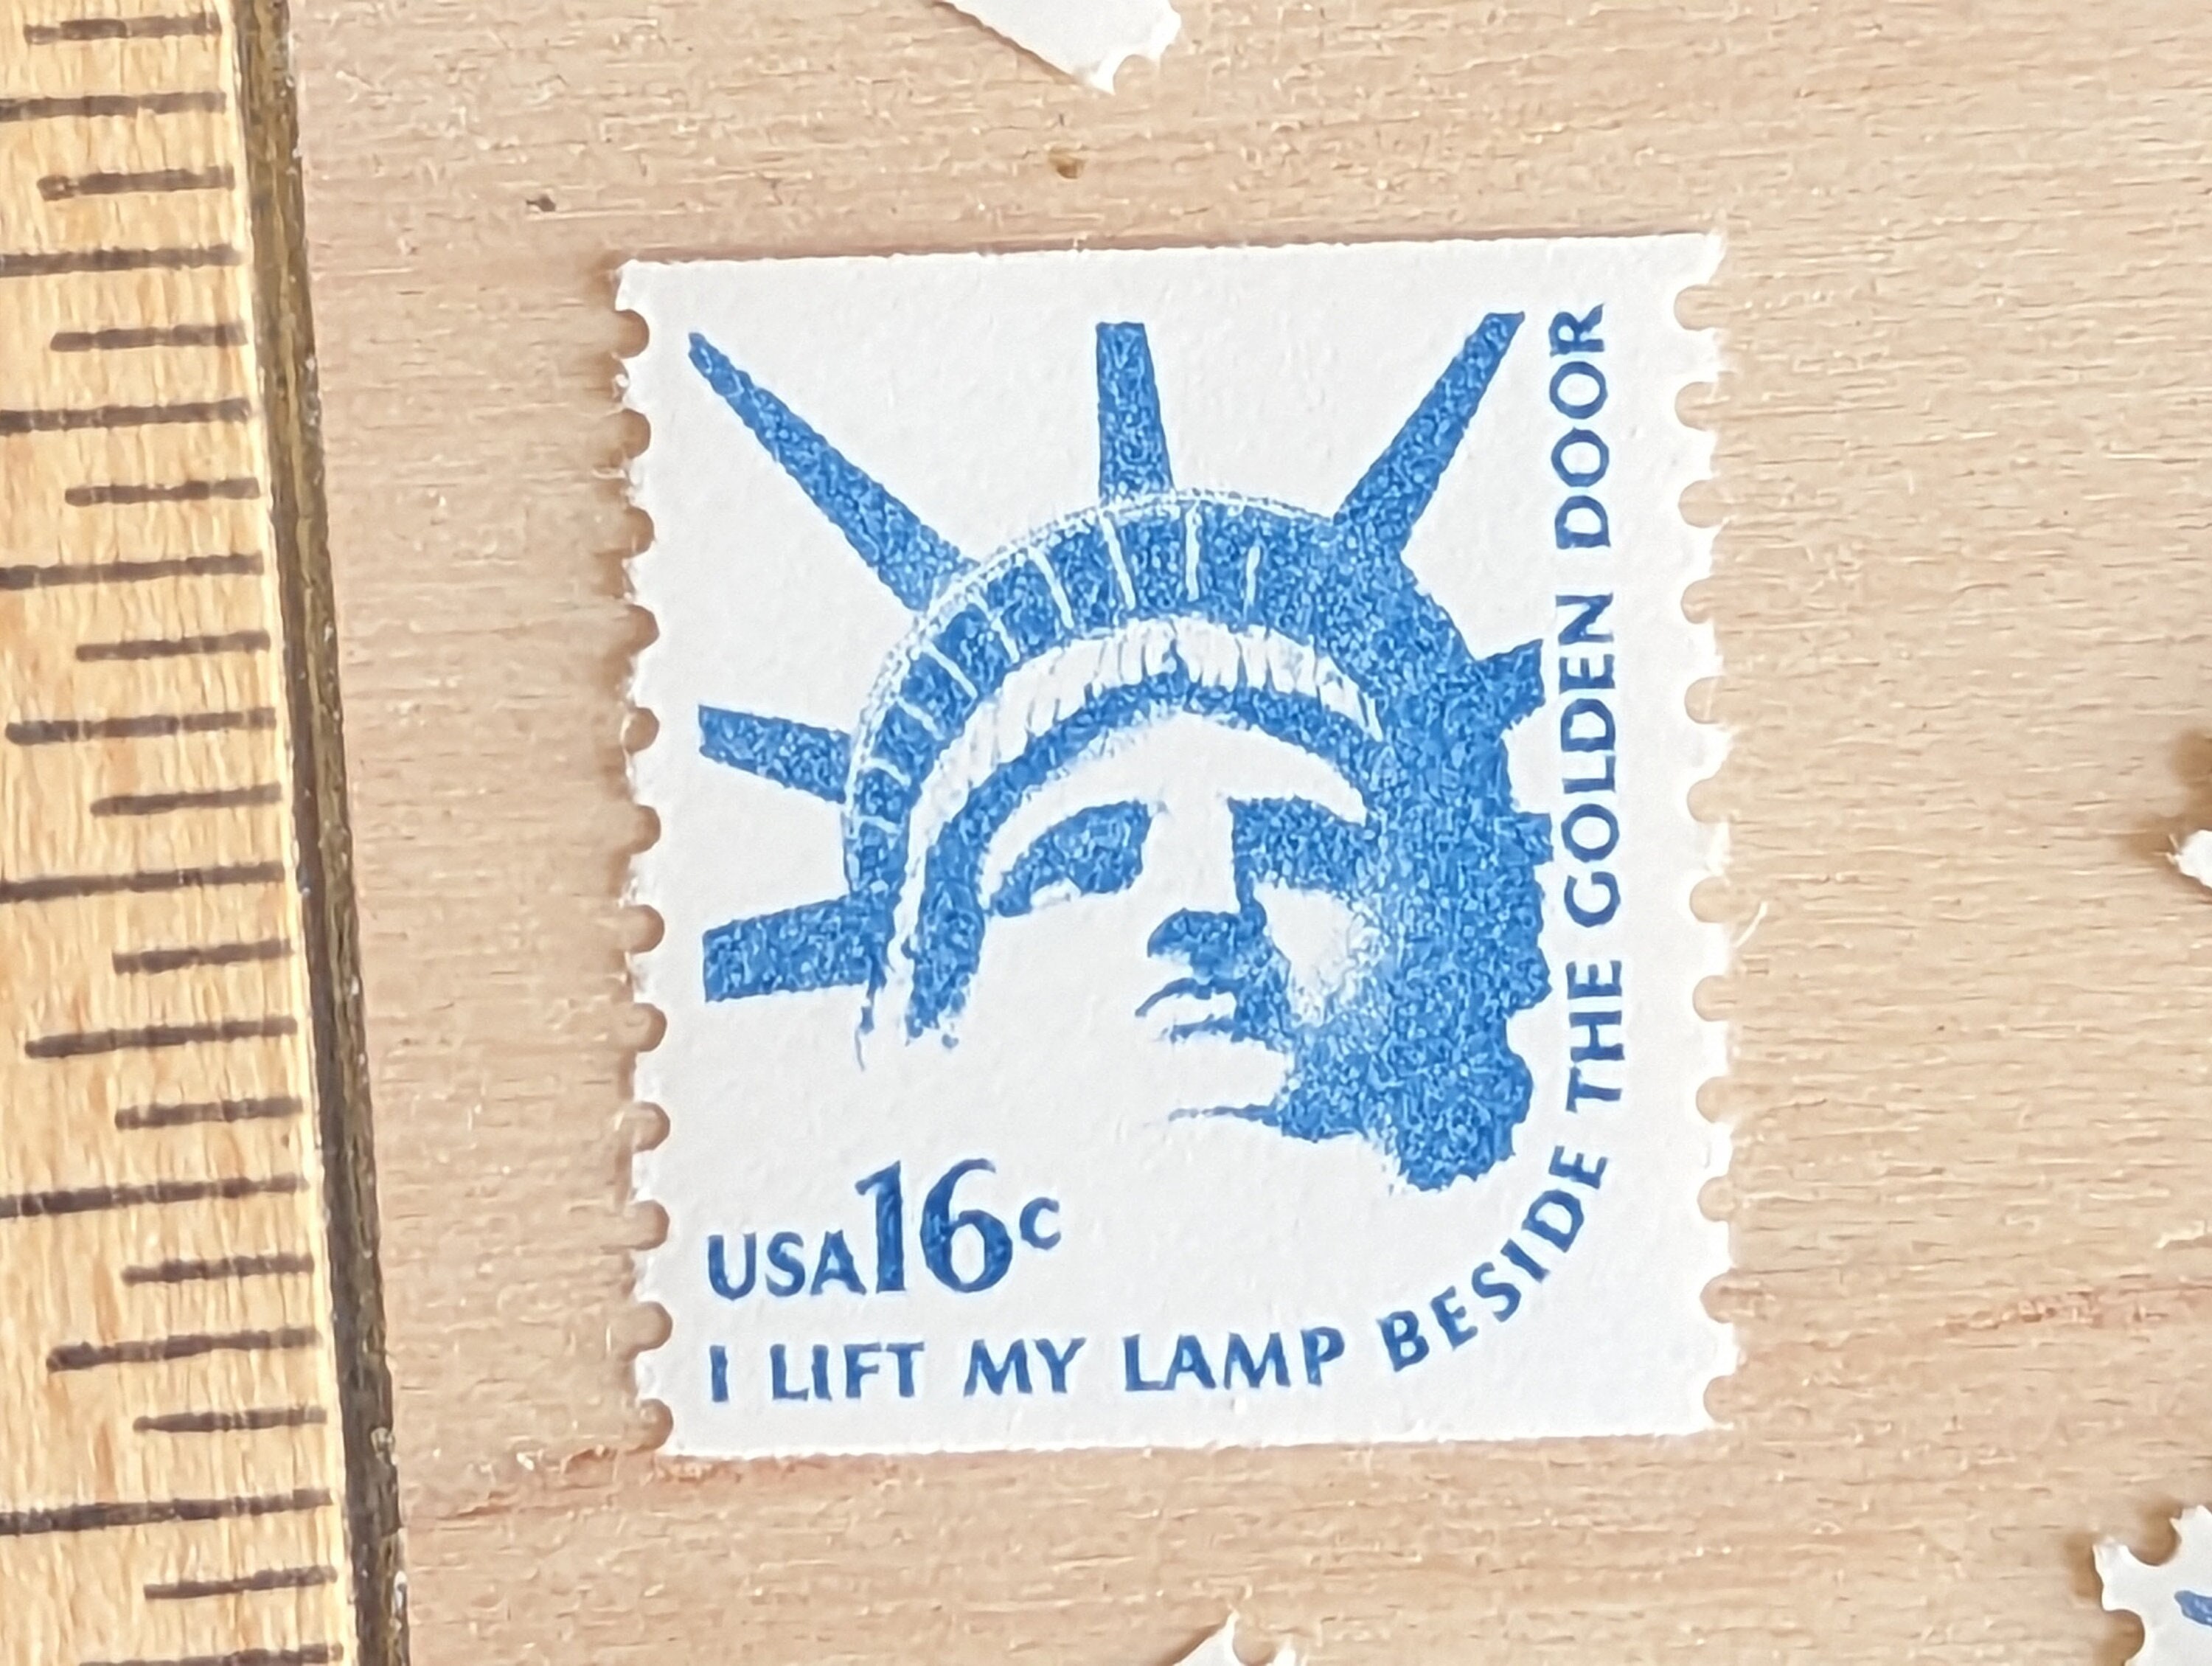 USA16c
I LIFT MY LAMP BESIDE THE GOLDEN DOOR